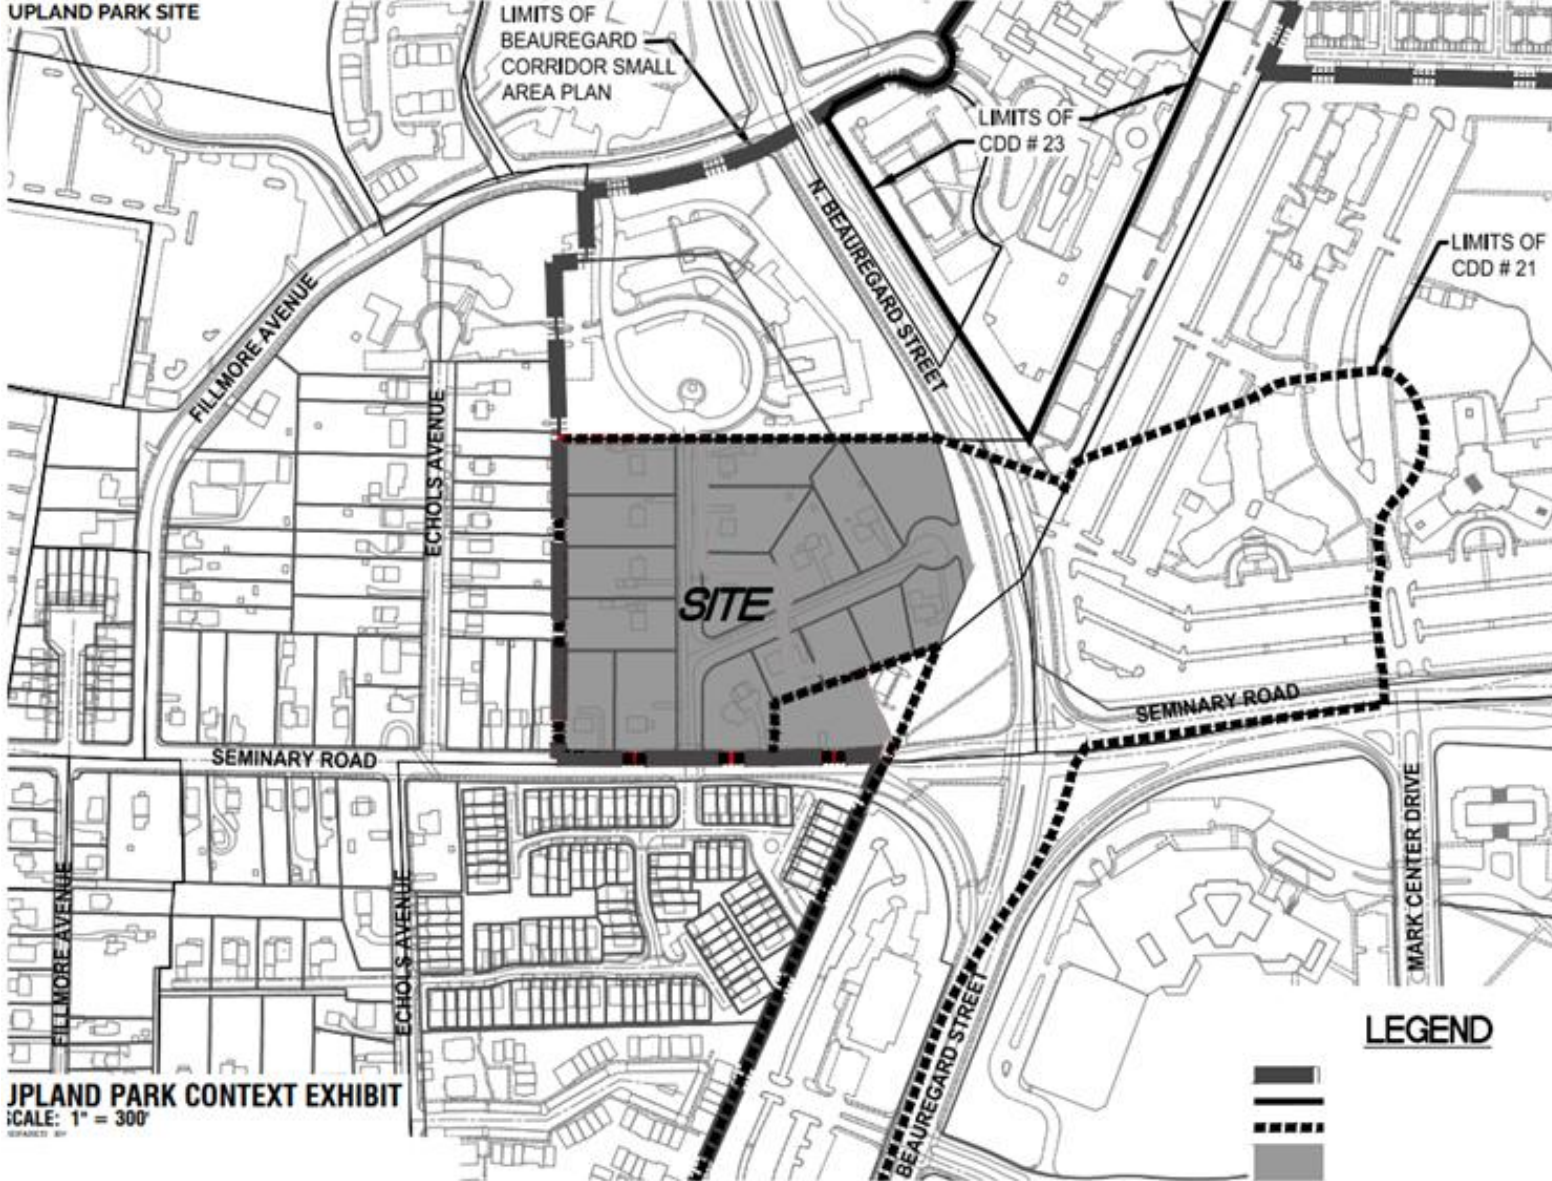 UPLAND PARK SITE
LIMITS OF
BEAUREGARD
CORRIDOR SMALL
AREA PLAN
LIMITS OF
CDD # 23
N. BEAUREGARD STREET
LIMITS OF
CDD # 21
FILLMORE AVENUE
ECHOLS AVENUE
SITE
SEMINARY ROAD
SEMINARY ROAD
FILLMORE AVENUE
ECHOLS AVENUE
MARK CENTER DRIVE
BEAUREGARD STREET
LEGEND
UPLAND PARK CONTEXT EXHIBIT
SCALE: 1" = 300'